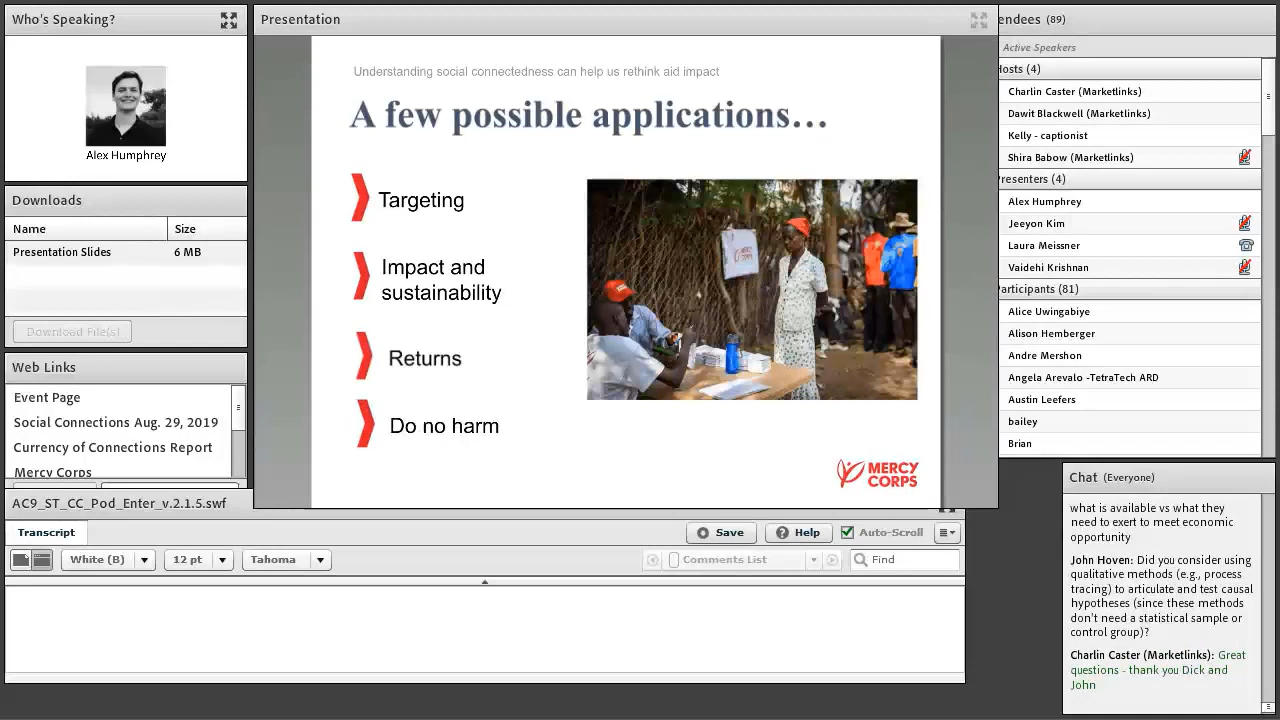 Who's Speaking?
Alex Humphrey
Downloads
Name Size
Presentation Slides 6 MB
Download File(s)
Web Links
Event Page
Social Connections Aug. 29, 2019
Currency of Connections Report
Mercy Corps
Presentation
Understanding social connectedness can help us rethink aid impact
A few possible applications…
Targeting
Impact and
sustainability
Returns
Do no harm
MERCY
CORPS
MERCY
CORPS
endees (89)
Active Speakers
Hosts (4)
Charlin Caster (Marketlinks)
Dawit Blackwell (Marketlinks)
Kelly - captionist
Shira Babow (Marketlinks)
Presenters (4)
Alex Humphrey
Jeeyon Kim
Laura Meissner
Vaidehi Krishnan
Participants (81)
Alice Uwingabiye
Alison Hemberger
Andre Mershon
Angela Arevalo -TetraTech ARD
Austin Leefers
bailey
Brian
AC9_ST_CC_Pod_Enter_v.2.1.5.swf
Transcript Save Help Auto-Scroll
White (B) 12 pt Tahoma Comments List Find
Chat (Everyone)
what is available vs what they
need to exert to meet economic
opportunity
John Hoven: Did you consider using
qualitative methods (e.g., process
tracing) to articulate and test causal
hypotheses (since these methods
don't need a statistical sample or
control group)?
Charlin Caster (Marketlinks): Great
questions - thank you Dick and
John